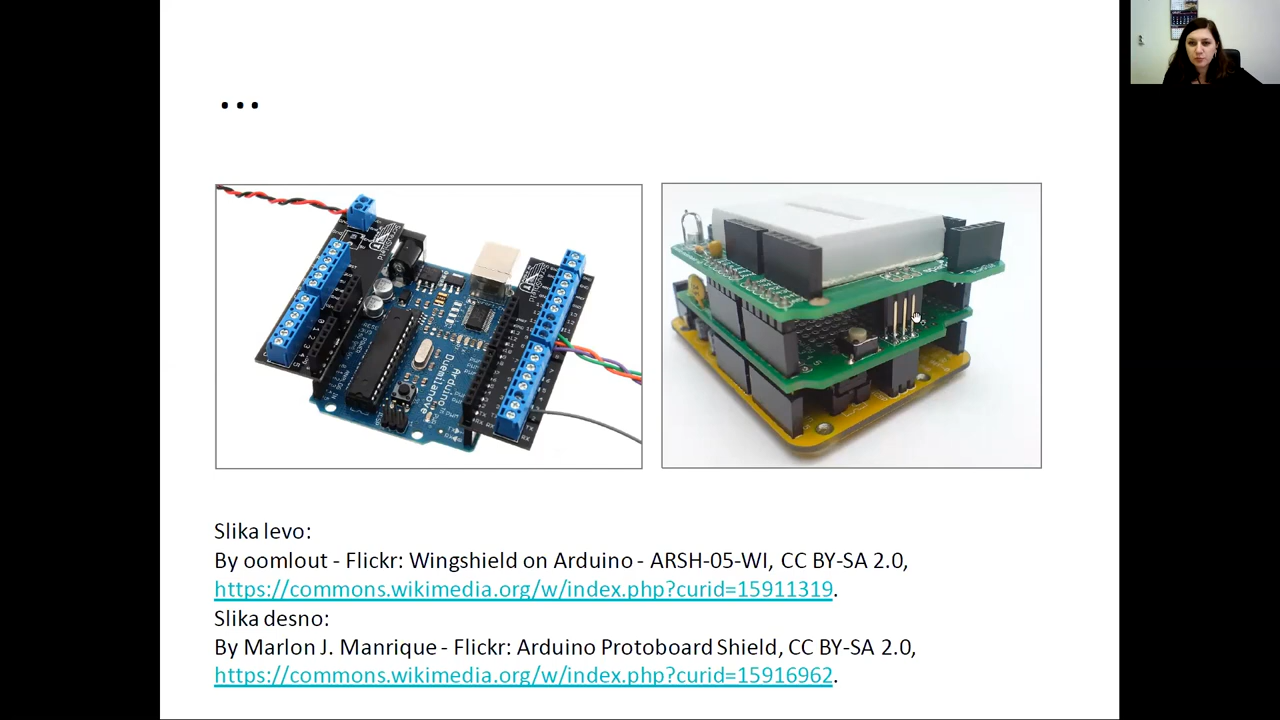 ...
Arduino
Duemilanove
Slika levo:
By oomlout - Flickr: Wingshield on Arduino - ARSH-05-WI, CC BY-SA 2.0,
https://commons.wikimedia.org/w/index.php?curid=15911319.
Slika desno:
By Marlon J. Manrique - Flickr: Arduino Protoboard Shield, CC BY-SA 2.0,
https://commons.wikimedia.org/w/index.php?curid=15916962.